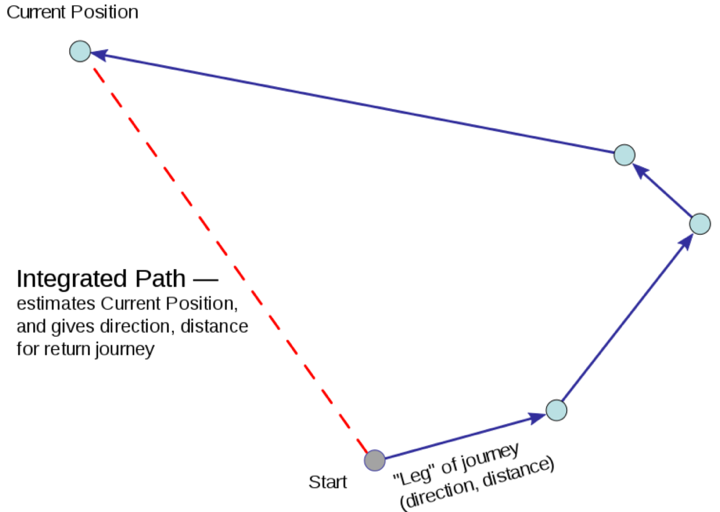 Current Position
Integrated Path —
estimates Current Position,
and gives direction, distance
for return journey
Start
"Leg" of journey
(direction, distance)